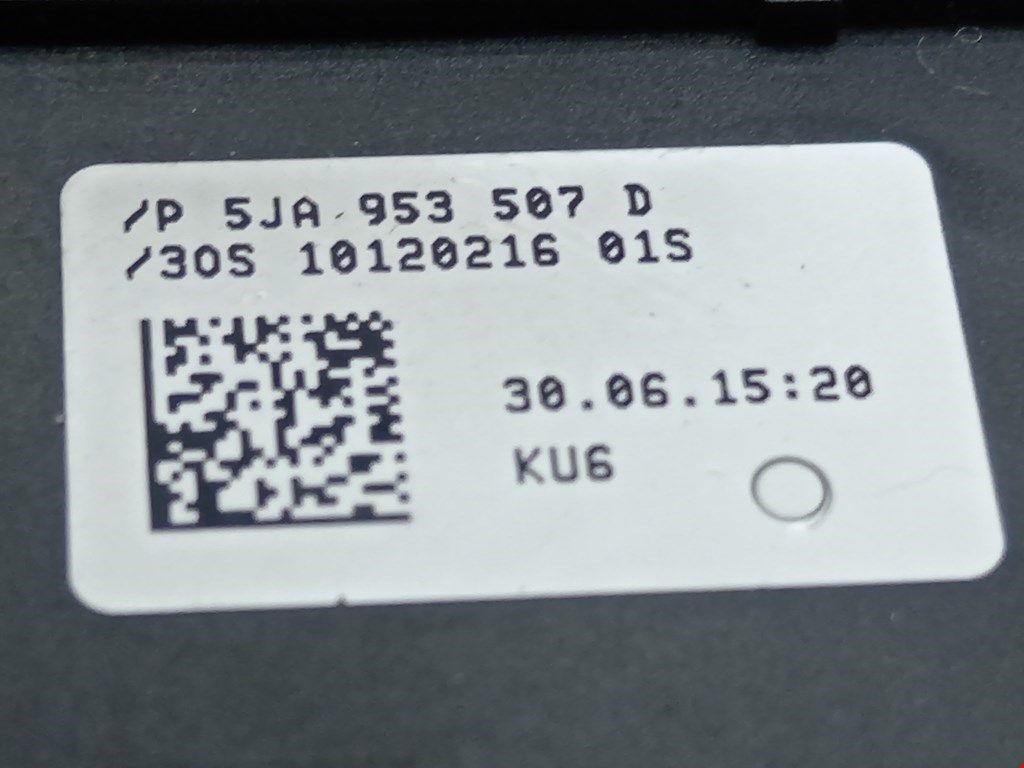 /P 5JA 953 507 D
/30S 10120216 01S
30.06.15:20
KU6